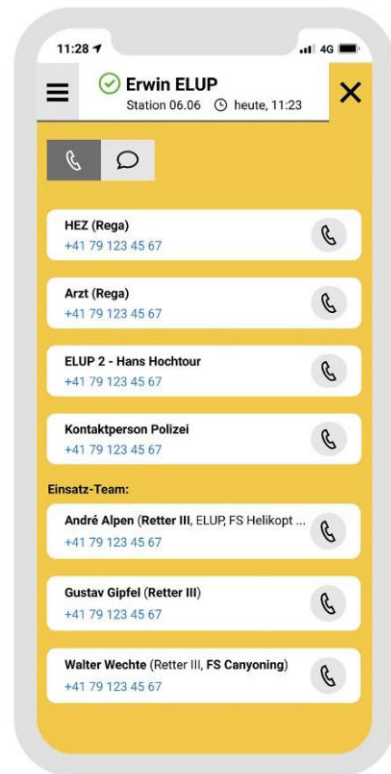 11:28 4G
Erwin ELUP
Station 06.06 heute, 11:23
HEZ (Rega)
+41 79 123 45 67
Arzt (Rega)
+41 79 123 45 67
ELUP 2 - Hans Hochtour
+41 79 123 45 67
Kontaktperson Polizei
+41 79 123 45 67
Einsatz-Team:
André Alpen (Retter III, ELUP, FS Helikopt ...
+41 79 123 45 67
Gustav Gipfel (Retter III)
+41 79 123 45 67
Walter Wechte (Retter III, FS Canyoning)
+41 79 123 45 67